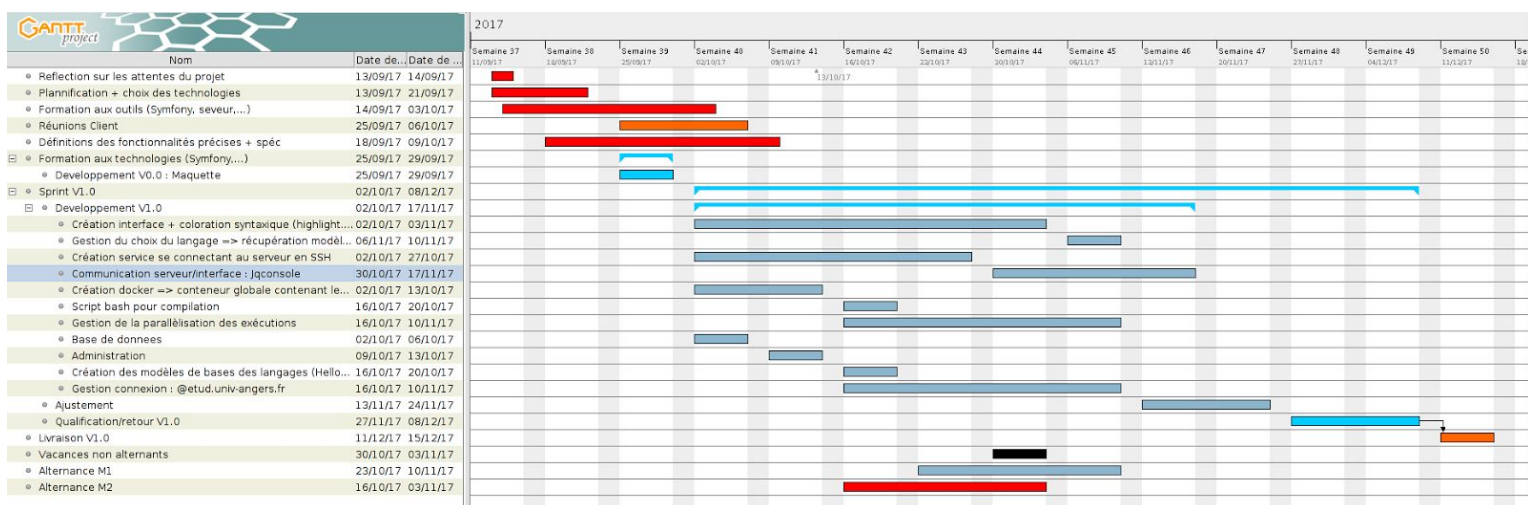 GANTT project
2017
Semaine 37 Semaine 38 Semaine 39 Semaine 40 Semaine 41 Semaine 42 Semaine 43 Semaine 44 Semaine 45 Semaine 46 Semaine 47 Semaine 48 Semaine 49 Semaine 50 Se
Nom Date de... Date de ... 11/09/17 18/09/17 25/09/17 02/10/17 09/10/17 16/10/17 06/11/17 13/11/17 20/11/17 27/11/17 04/12/17 11/12/17
Reflection sur les attentes du projet 13/09/17 14/09/17 13/10/17
Plannification + choix des technologies 13/09/17 21/09/17
Formation aux outils (Symfony, seveur,...) 14/09/17 03/10/17
Réunions Client 25/09/17 06/10/17
Définitions des fonctionnalités précises + spéc 18/09/17 09/10/17
Formation aux technologies (Symfony,...) 25/09/17 29/09/17
Developpement V0.0 : Maquette 25/09/17 29/09/17
Sprint V1.0 02/10/17 08/12/17
Developpement V1.0 02/10/17 17/11/17
Création interface + coloration syntaxique (highlight.... 02/10/17 03/11/17
Gestion du choix du langage => récupération modèl... 06/11/17 10/11/17
Création service se connectant au serveur en SSH 02/10/17 27/10/17
Communication serveur/interface : Jqconsole 30/10/17 17/11/17
Création docker => conteneur globale contenant le... 02/10/17 13/10/17
Script bash pour compilation 16/10/17 20/10/17
Gestion de la parallèlisation des exécutions 16/10/17 10/11/17
Base de donnees 02/10/17 06/10/17
Administration 09/10/17 13/10/17
Création des modèles de bases des langages (Hello... 16/10/17 20/10/17
Gestion connexion : @etud.univ-angers.fr 16/10/17 10/11/17
Ajustement 13/11/17 24/11/17
Qualification/retour V1.0 27/11/17 08/12/17
Livraison V1.0 11/12/17 15/12/17
Vacances non alternants 30/10/17 03/11/17
Alternance M1 23/10/17 10/11/17
Alternance M2 16/10/17 03/11/17